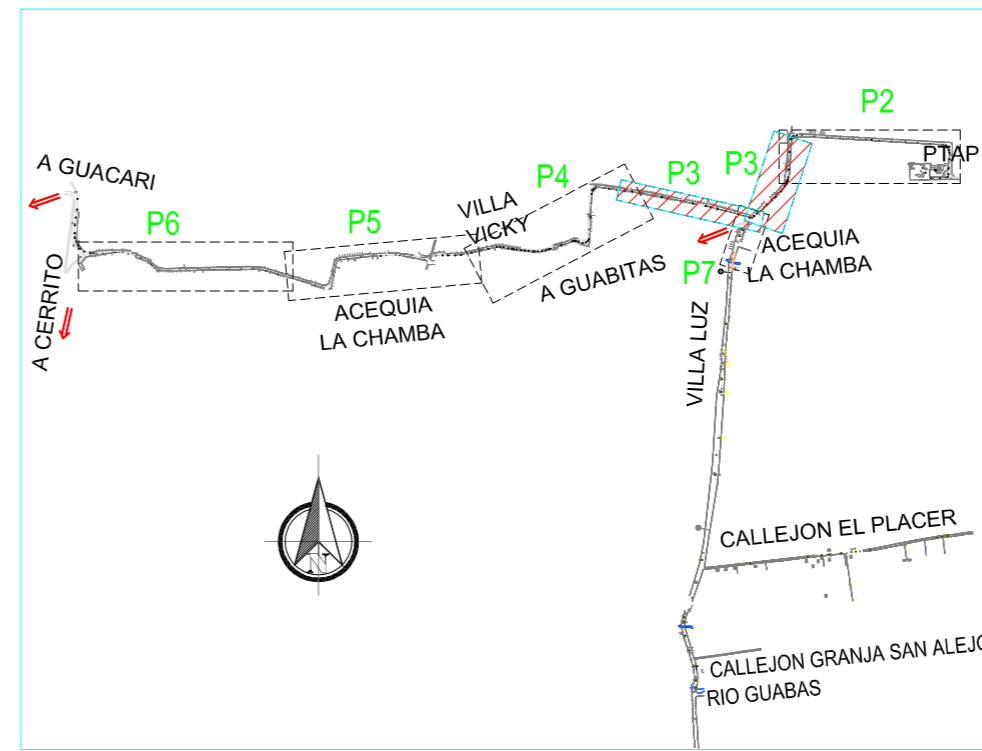 P2
PTAP
A GUACARI
P3
P3
P4
VILLA
VICKY
P5
P6
ACEQUIA
LA CHAMBA
A GUABITAS
P7
ACEQUIA
LA CHAMBA
A CERRITO
VILLA LUZ
N
CALLEJON EL PLACER
CALLEJON GRANJA SAN ALEJO
RIO GUABAS